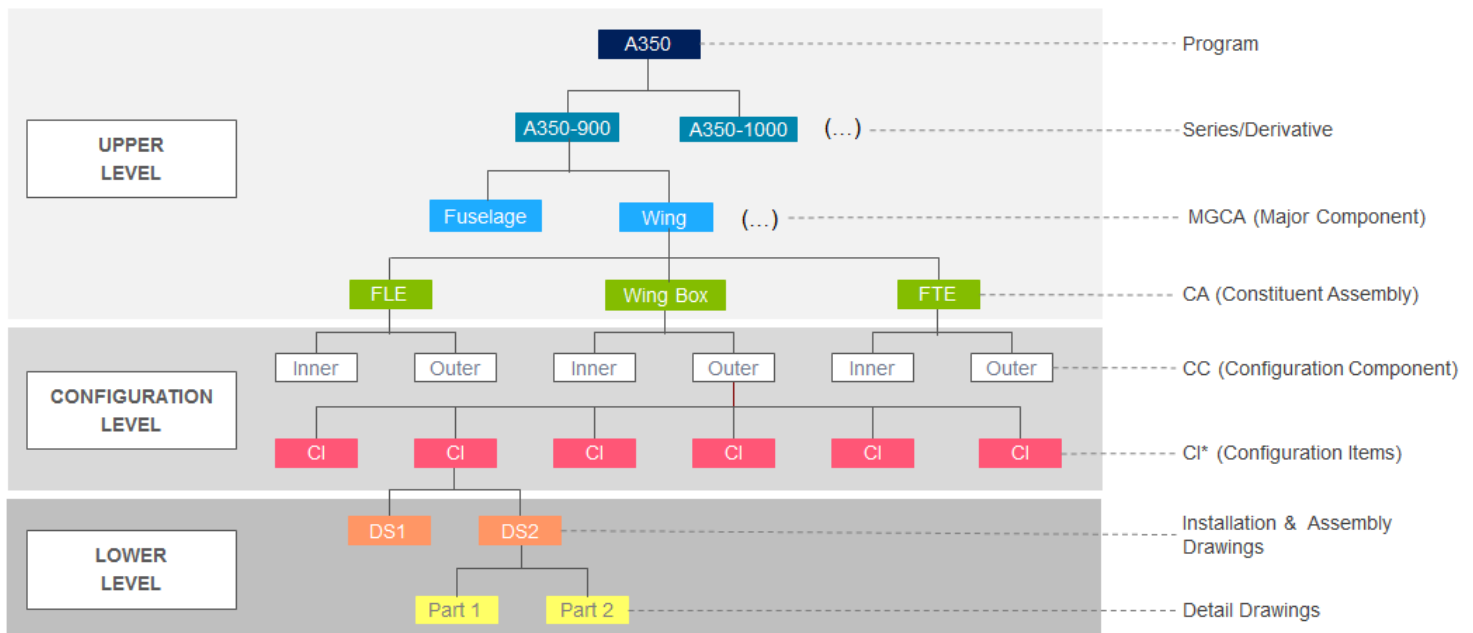 A350
Program
A350-900
A350-1000
(...)
Series/Derivative
UPPER
LEVEL
Fuselage
Wing
(...)
MGCA (Major Component)
FLE
Wing Box
FTE
CA (Constituent Assembly)
Inner
Outer
Inner
Outer
Inner
Outer
CC (Configuration Component)
CONFIGURATION
LEVEL
CI
CI
CI
CI
CI
CI
CI* (Configuration Items)
DS1
DS2
Installation & Assembly
Drawings
LOWER
LEVEL
Part 1
Part 2
Detail Drawings